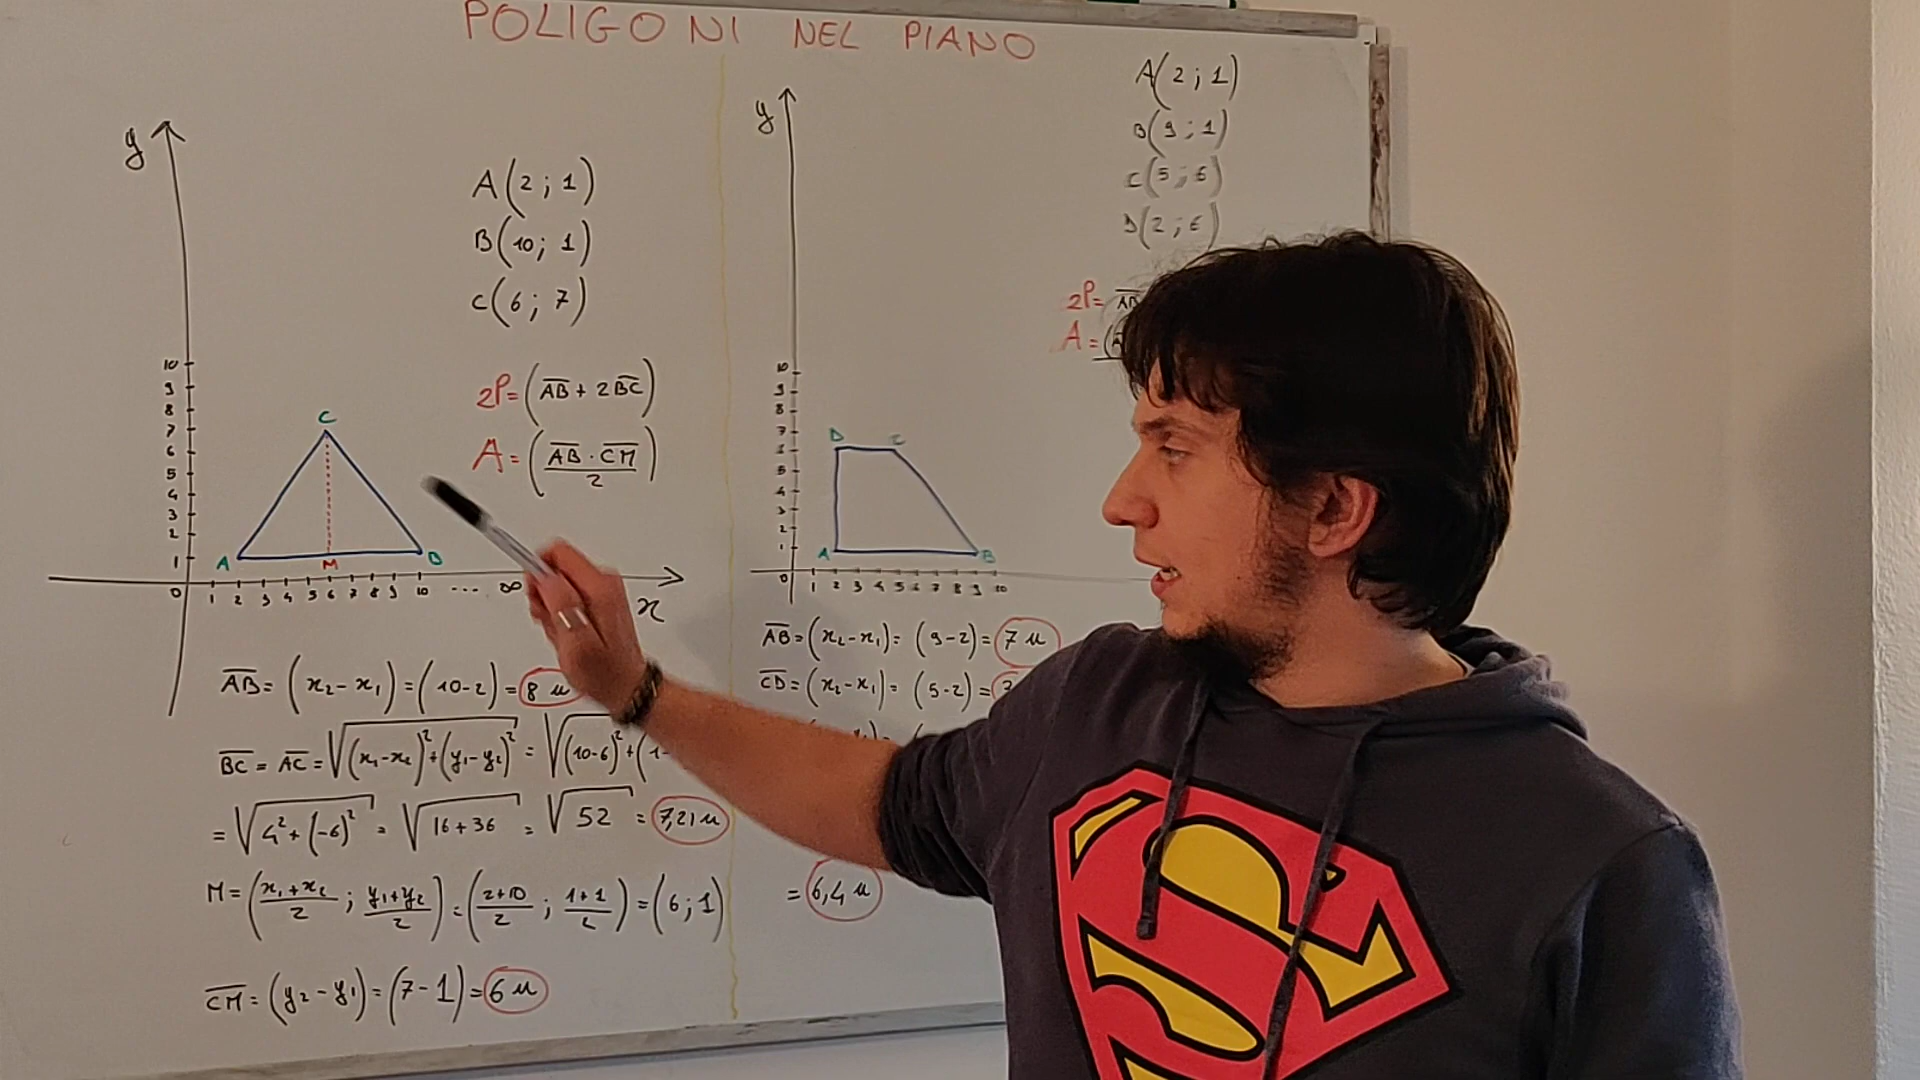 POLIGONI NEL PIANO
y
A(2;1)
B(10;1)
C(6;7)
2P=(AB+2BC)
A=(AB·CM/2)
10
9
8
7
6
5
4
3
2
1
C
A M B
0 1 2 3 4 5 6 7 8 9 10 .... ∞
x
AB=(x₂-x₁)=(10-2)=8 u
BC=AC=√(x₁-x₂)²+(y₁-y₂)²=√(10-6)²+(1-
=√4²+(-6)²=√16+36=√52=7,21 u
M=(x₁+x₂/2;y₁+y₂/2)=(2+10/2;1+1/2)=(6;1)
CM=(y₂-y₁)=(7-1)=6 u
y
A(2;1)
B(9;1)
C(5;6)
D(2;6)
2P=
A=(
10
9
8
7
6
5
4
3
2
1
D C
A B
0 1 2 3 4 5 6 7 8 9 10
AB=(x₂-x₁)=(9-2)=7 u
CD=(x₂-x₁)=(5-2)=3
=6,4 u
S